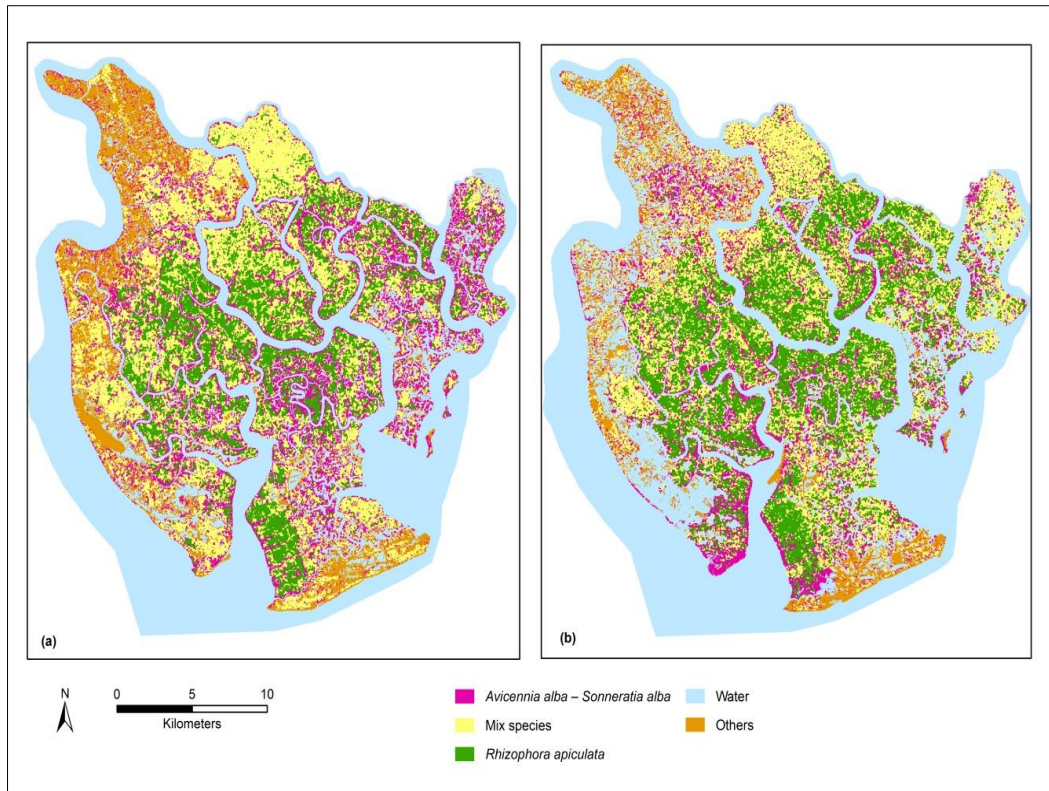 (a)
(b)
N
0 5 10
Kilometers
Avicennia alba – Sonneratia alba
Mix species
Rhizophora apiculata
Water
Others